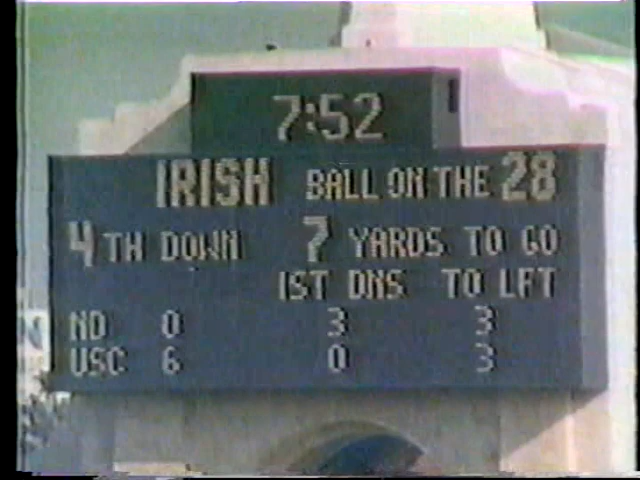 7:52
IRISH BALL ON THE 28
4TH DOWN 7 YARDS TO GO
1ST DNS TO LFT
ND 0 3 3
USC 6 0 3